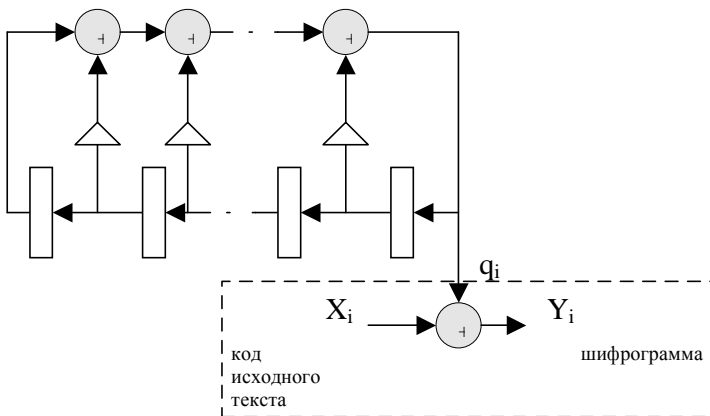 qi
Xi
Yi
код
исходного
текста
шифрограмма